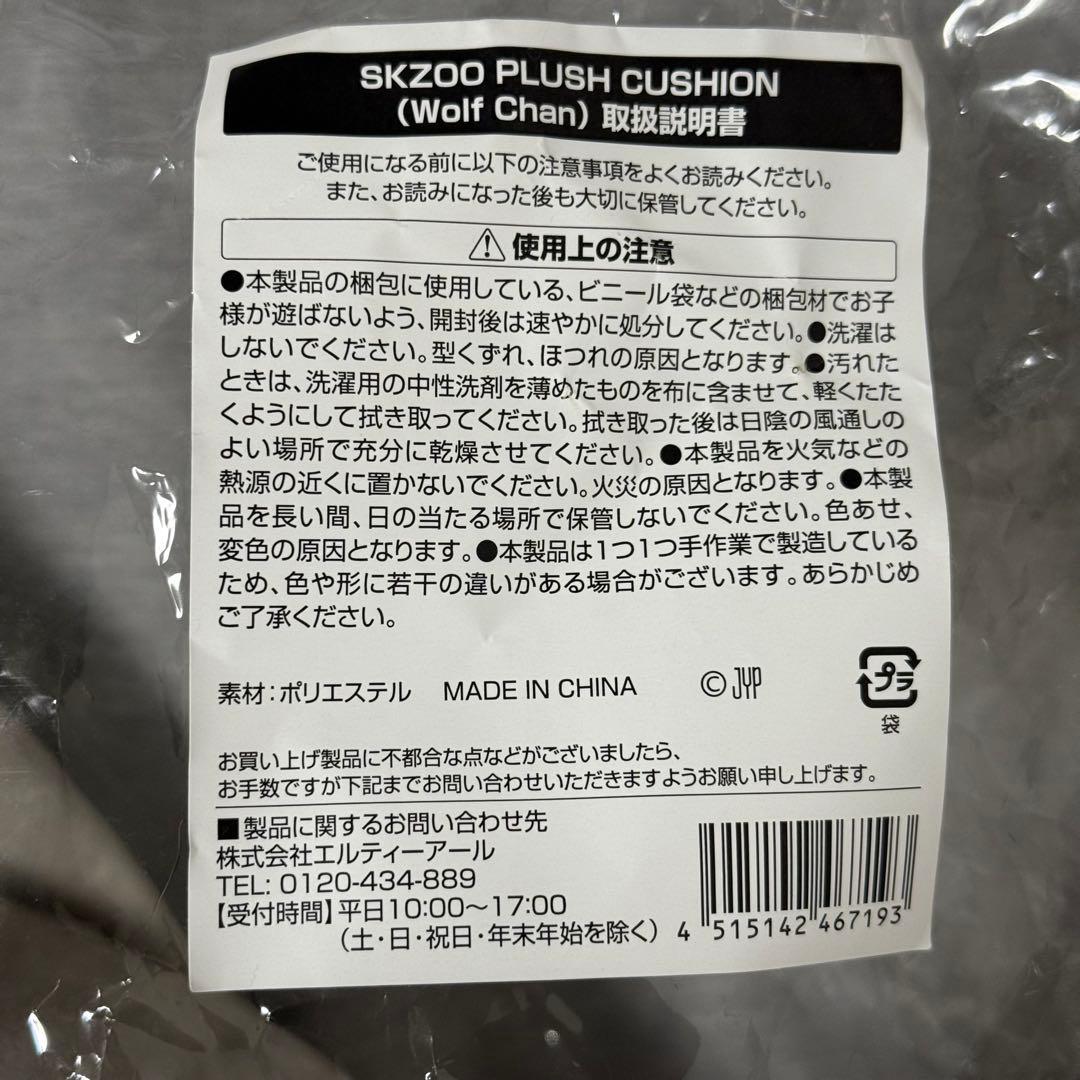 SKZOO PLUSH CUSHION
(Wolf Chan) 取扱説明書
ご使用になる前に以下の注意事項をよくお読みください。
また、お読みになった後も大切に保管してください。
⚠使用上の注意
●本製品の梱包に使用している、ビニール袋などの梱包材でお子
様が遊ばないよう、開封後は速やかに処分してください。●洗濯は
しないでください。型くずれ、ほつれの原因となります。●汚れた
ときは、洗濯用の中性洗剤を薄めたものを布に含ませて、軽くたた
くようにして拭き取ってください。拭き取った後は日陰の風通しの
よい場所で充分に乾燥させてください。●本製品を火気などの
熱源の近くに置かないでください。火災の原因となります。●本製
品を長い間、日の当たる場所で保管しないでください。色あせ、
変色の原因となります。●本製品は1つ1つ手作業で製造している
ため、色や形に若干の違いがある場合がございます。あらかじめ
ご了承ください。
素材：ポリエステル MADE IN CHINA ©JYP
プラ
袋
お買い上げ製品に不都合な点などがございましたら、
お手数ですが下記までお問い合わせいただきますようお願い申し上げます。
■製品に関するお問い合わせ先
株式会社エルティーアール
TEL: 0120-434-889
【受付時間】平日10:00〜17:00
（土・日・祝日・年末年始を除く）
4 515142 467193